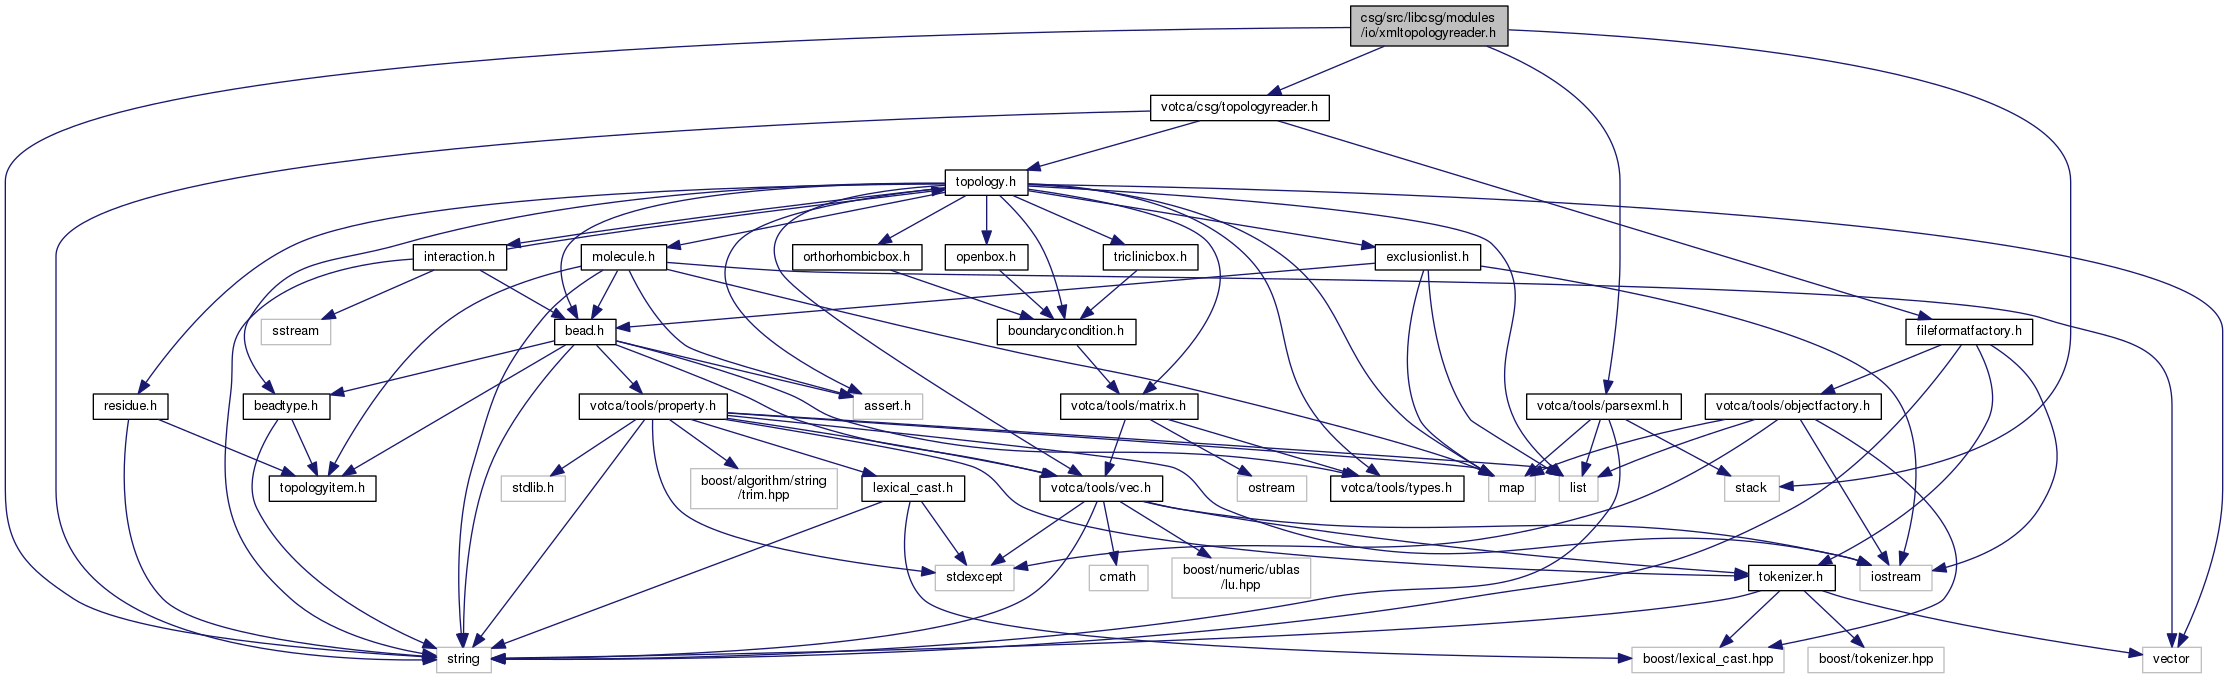 csg/src/libcsg/modules
/io/xmltopologyreader.h
votca/csg/topologyreader.h
topology.h
interaction.h
molecule.h
orthorhombicbox.h
openbox.h
triclinicbox.h
exclusionlist.h
sstream
bead.h
boundarycondition.h
fileformatfactory.h
residue.h
beadtype.h
votca/tools/property.h
assert.h
votca/tools/matrix.h
votca/tools/parsexml.h
votca/tools/objectfactory.h
topologyitem.h
stdlib.h
boost/algorithm/string
/trim.hpp
lexical_cast.h
votca/tools/vec.h
ostream
votca/tools/types.h
map
list
stack
stdexcept
cmath
boost/numeric/ublas
/lu.hpp
tokenizer.h
iostream
string
boost/lexical_cast.hpp
boost/tokenizer.hpp
vector